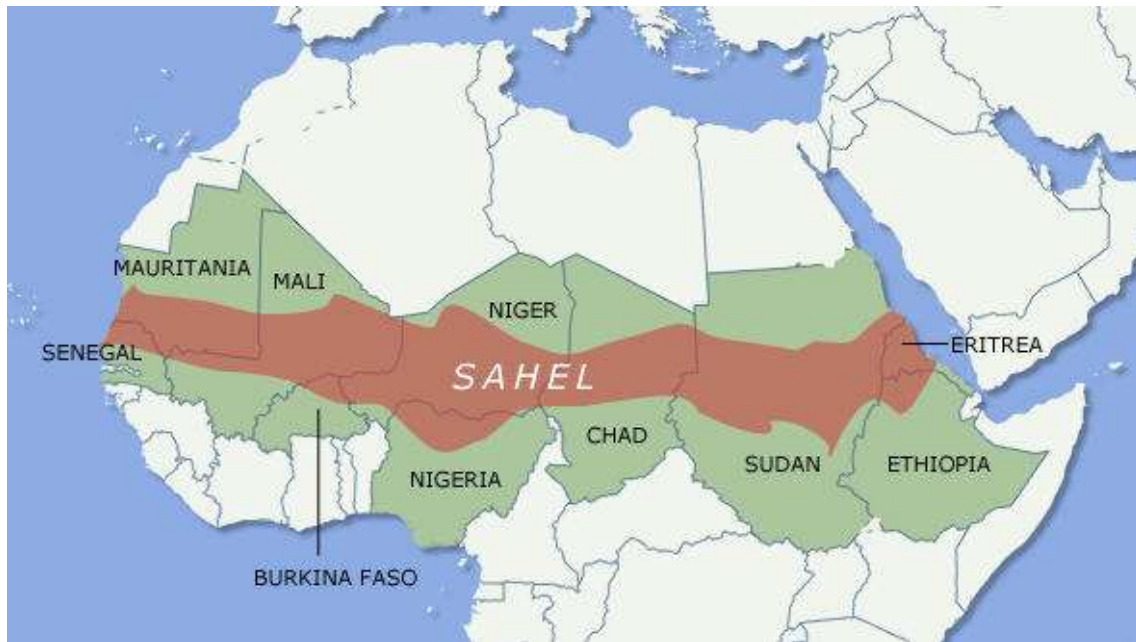 MAURITANIA
MALI
NIGER
SENEGAL
ERITREA
SAHEL
CHAD
SUDAN
ETHIOPIA
NIGERIA
BURKINA FASO